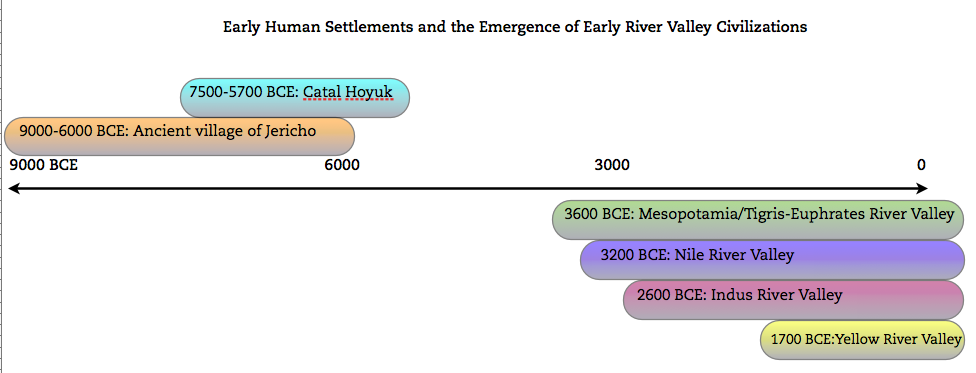 Early Human Settlements and the Emergence of Early River Valley Civilizations
7500-5700 BCE: Catal Hoyuk
9000-6000 BCE: Ancient village of Jericho
9000 BCE 6000 3000 0
3600 BCE: Mesopotamia/Tigris-Euphrates River Valley
3200 BCE: Nile River Valley
2600 BCE: Indus River Valley
1700 BCE:Yellow River Valley